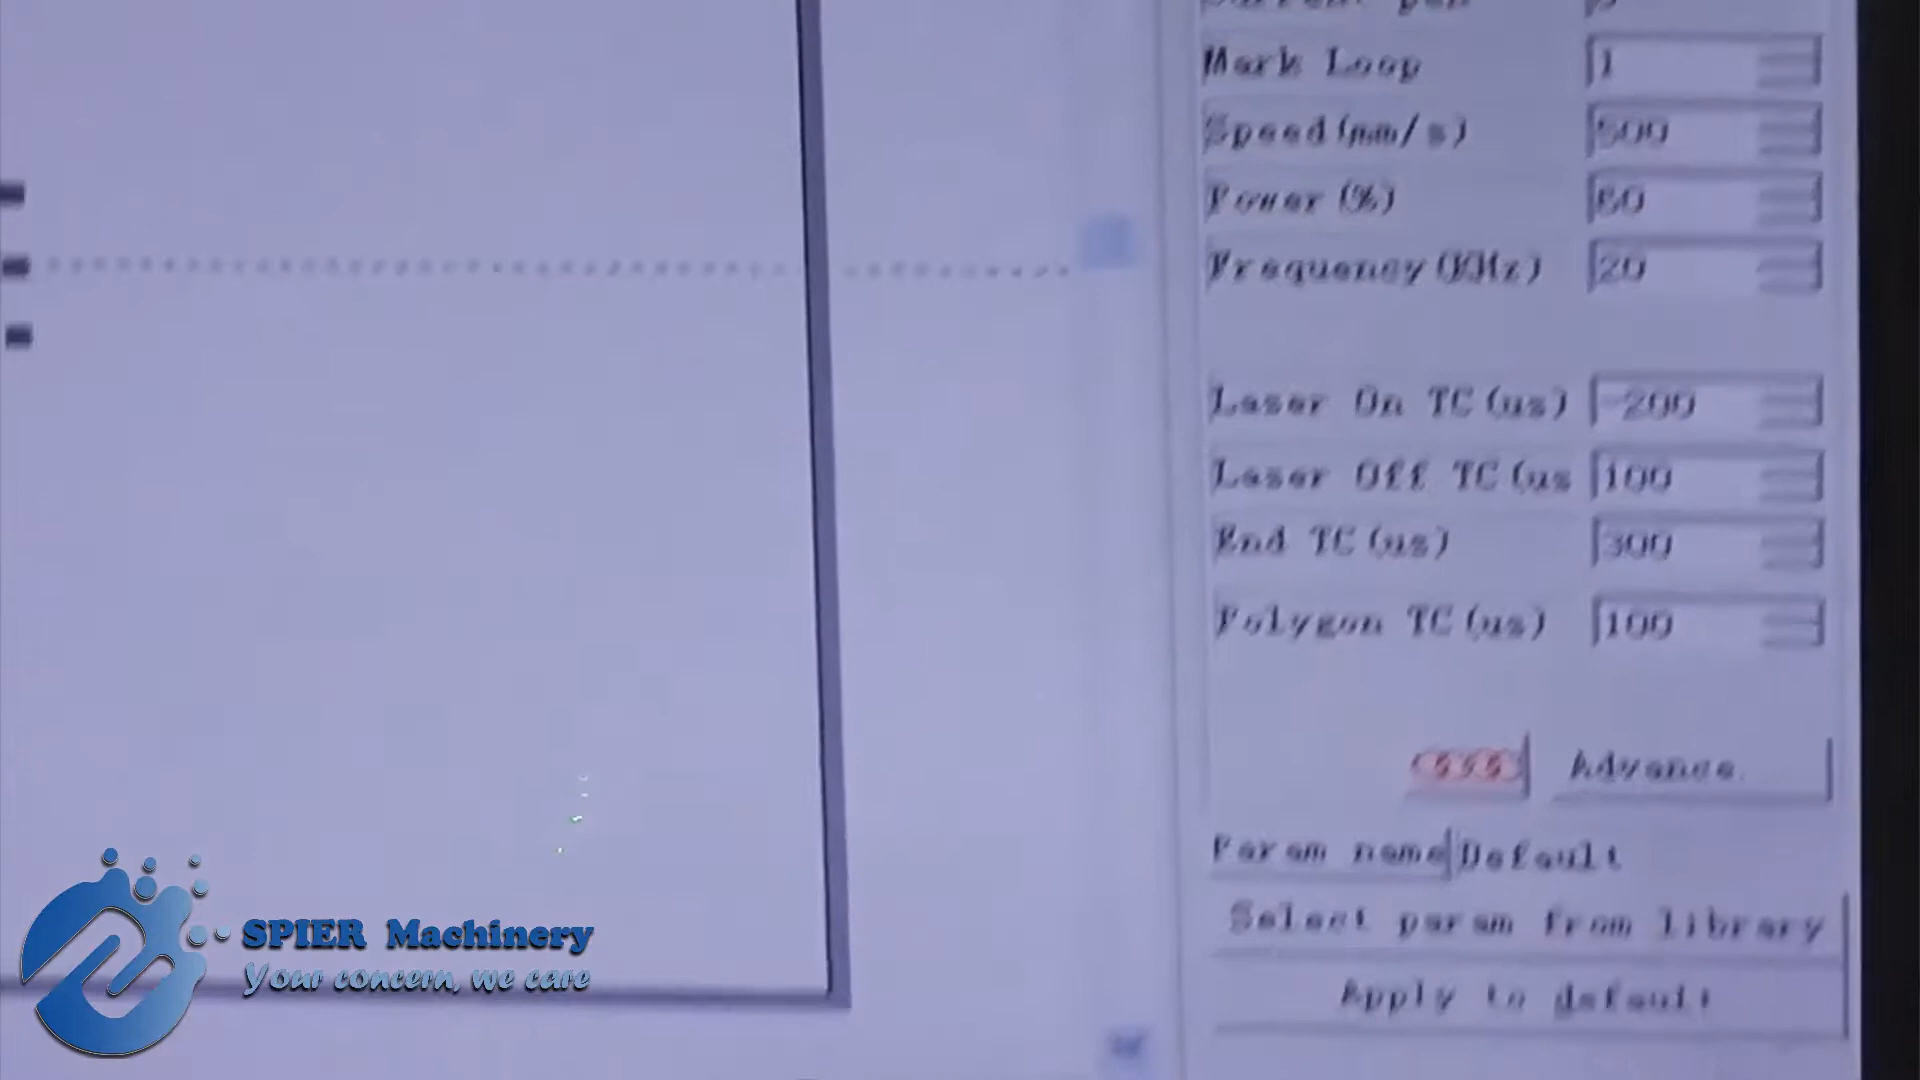 Current pen
Mark Loop 1
Speed(mm/s) 500
Power(%)
Frequency(KHz) 20
Laser On TC(us) -200
Laser Off TC(us 100
End TC(us) 300
Polygon TC(us) 100
Advance.
Param name Default
Select param from library
Apply to default
SPIER Machinery
Your concern, we care